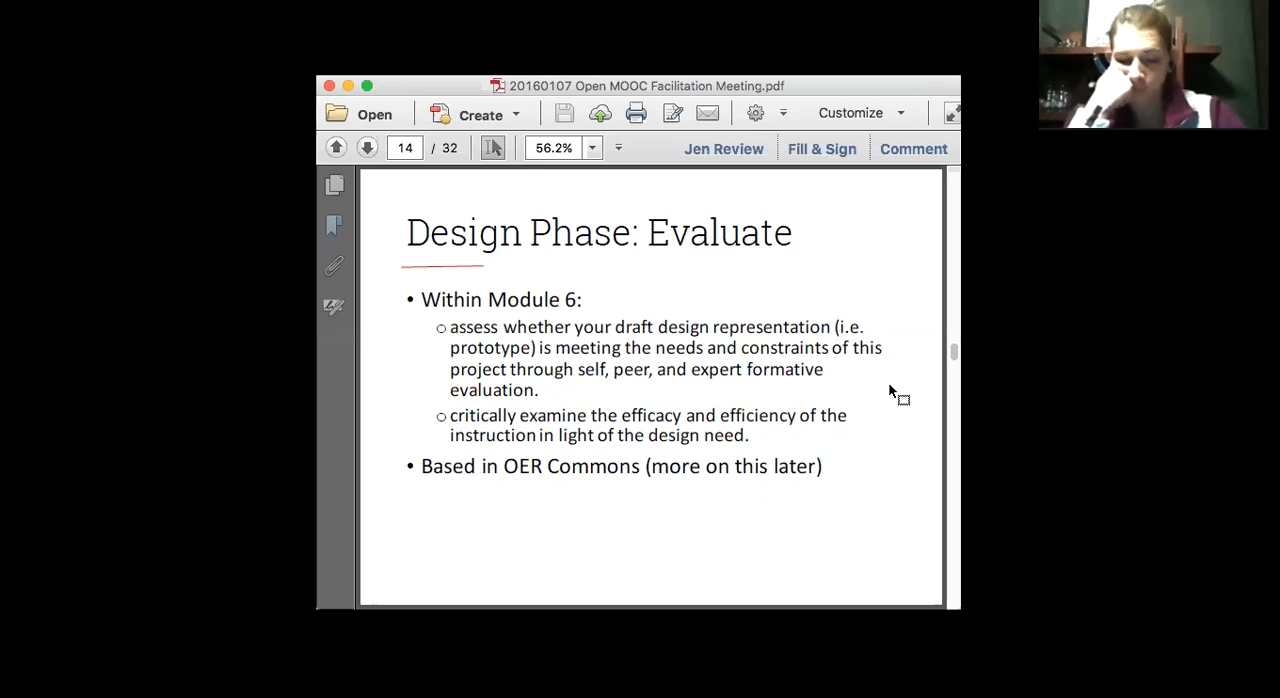 20160107 Open MOOC Facilitation Meeting.pdf
Open Create Customize
14 / 32 56.2% Jen Review Fill & Sign Comment
Design Phase: Evaluate
• Within Module 6:
○ assess whether your draft design representation (i.e.
prototype) is meeting the needs and constraints of this
project through self, peer, and expert formative
evaluation.
○ critically examine the efficacy and efficiency of the
instruction in light of the design need.
• Based in OER Commons (more on this later)